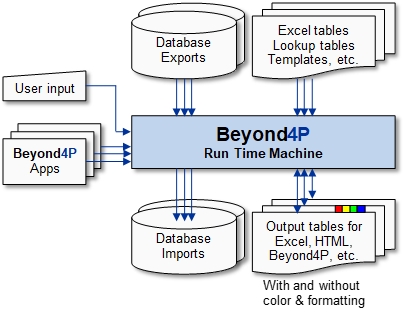 Database
Exports
Excel tables
Lookup tables
Templates, etc.
User input
Beyond4P
Apps
Beyond4P
Run Time Machine
Database
Imports
Output tables for
Excel, HTML,
Beyond4P, etc.
With and without
color & formatting